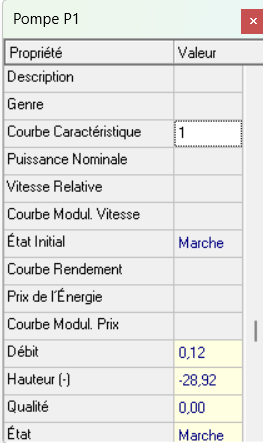 Pompe P1
Propriété Valeur
Description
Genre
Courbe Caractéristique 1
Puissance Nominale
Vitesse Relative
Courbe Modul. Vitesse
État Initial Marche
Courbe Rendement
Prix de l´Énergie
Courbe Modul. Prix
Débit 0,12
Hauteur (-) -28,92
Qualité 0,00
État Marche